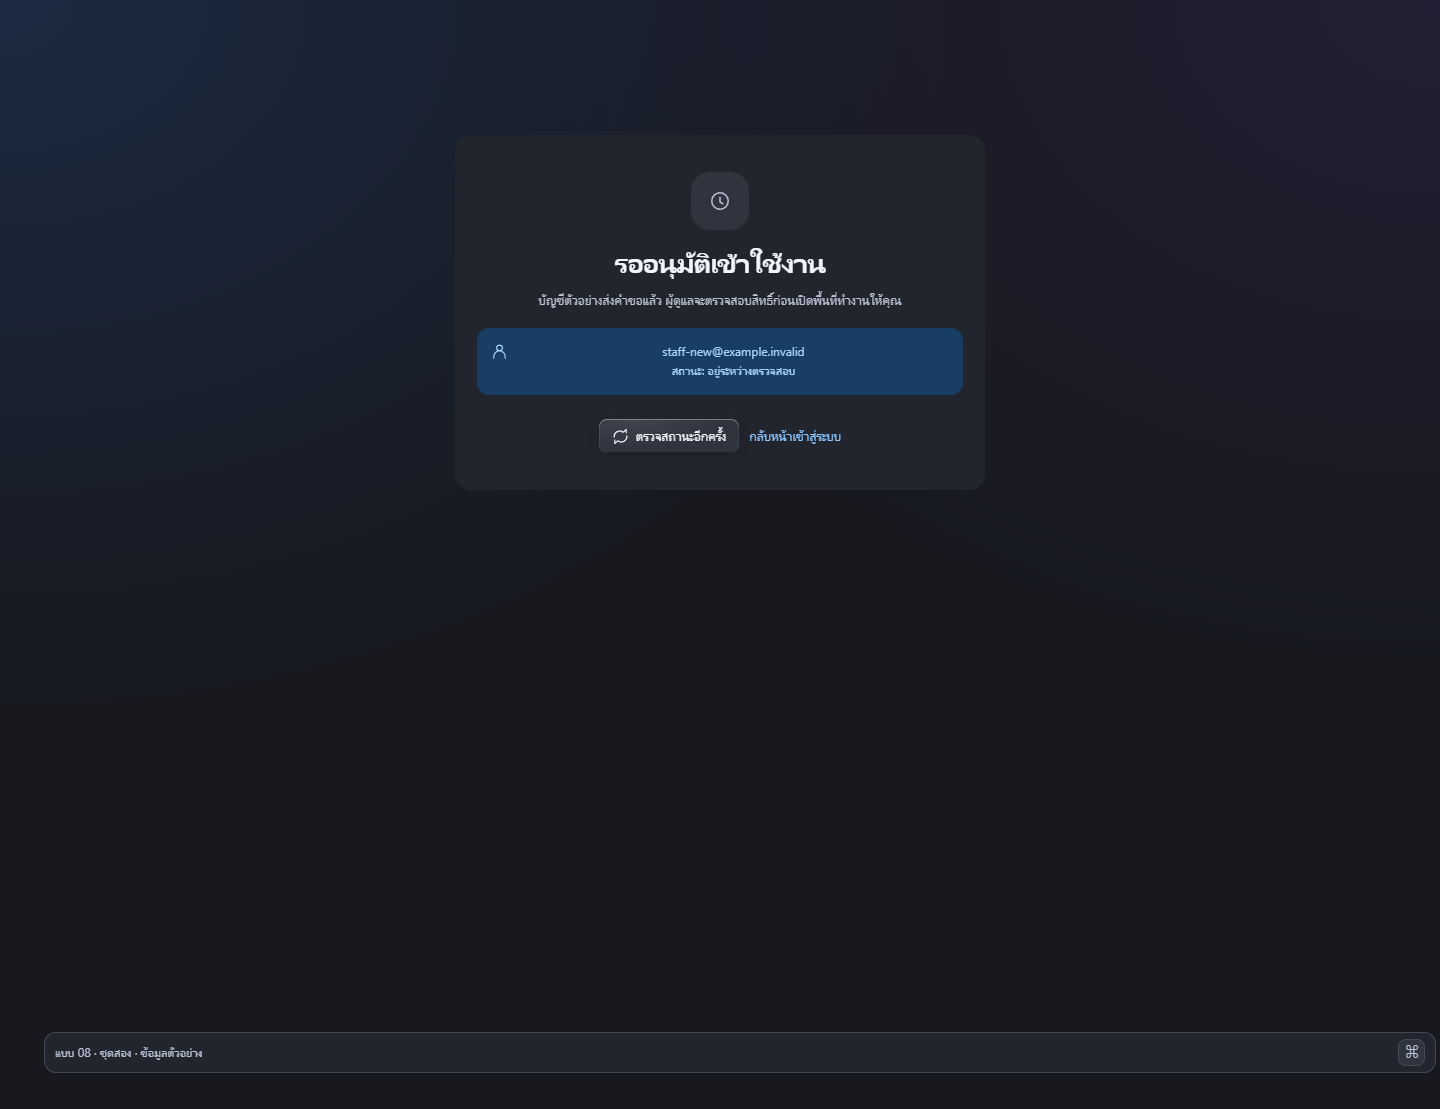 รออนุมัติเข้าใช้งาน
บัญชีตัวอย่างส่งคำขอแล้ว ผู้ดูแลจะตรวจสอบสิทธิ์ก่อนเปิดพื้นที่ทำงานให้คุณ
staff-new@example.invalid
สถานะ: อยู่ระหว่างตรวจสอบ
ตรวจสถานะอีกครั้ง
กลับหน้าเข้าสู่ระบบ
แบบ 08 · ชุดสอง · ข้อมูลตัวอย่าง